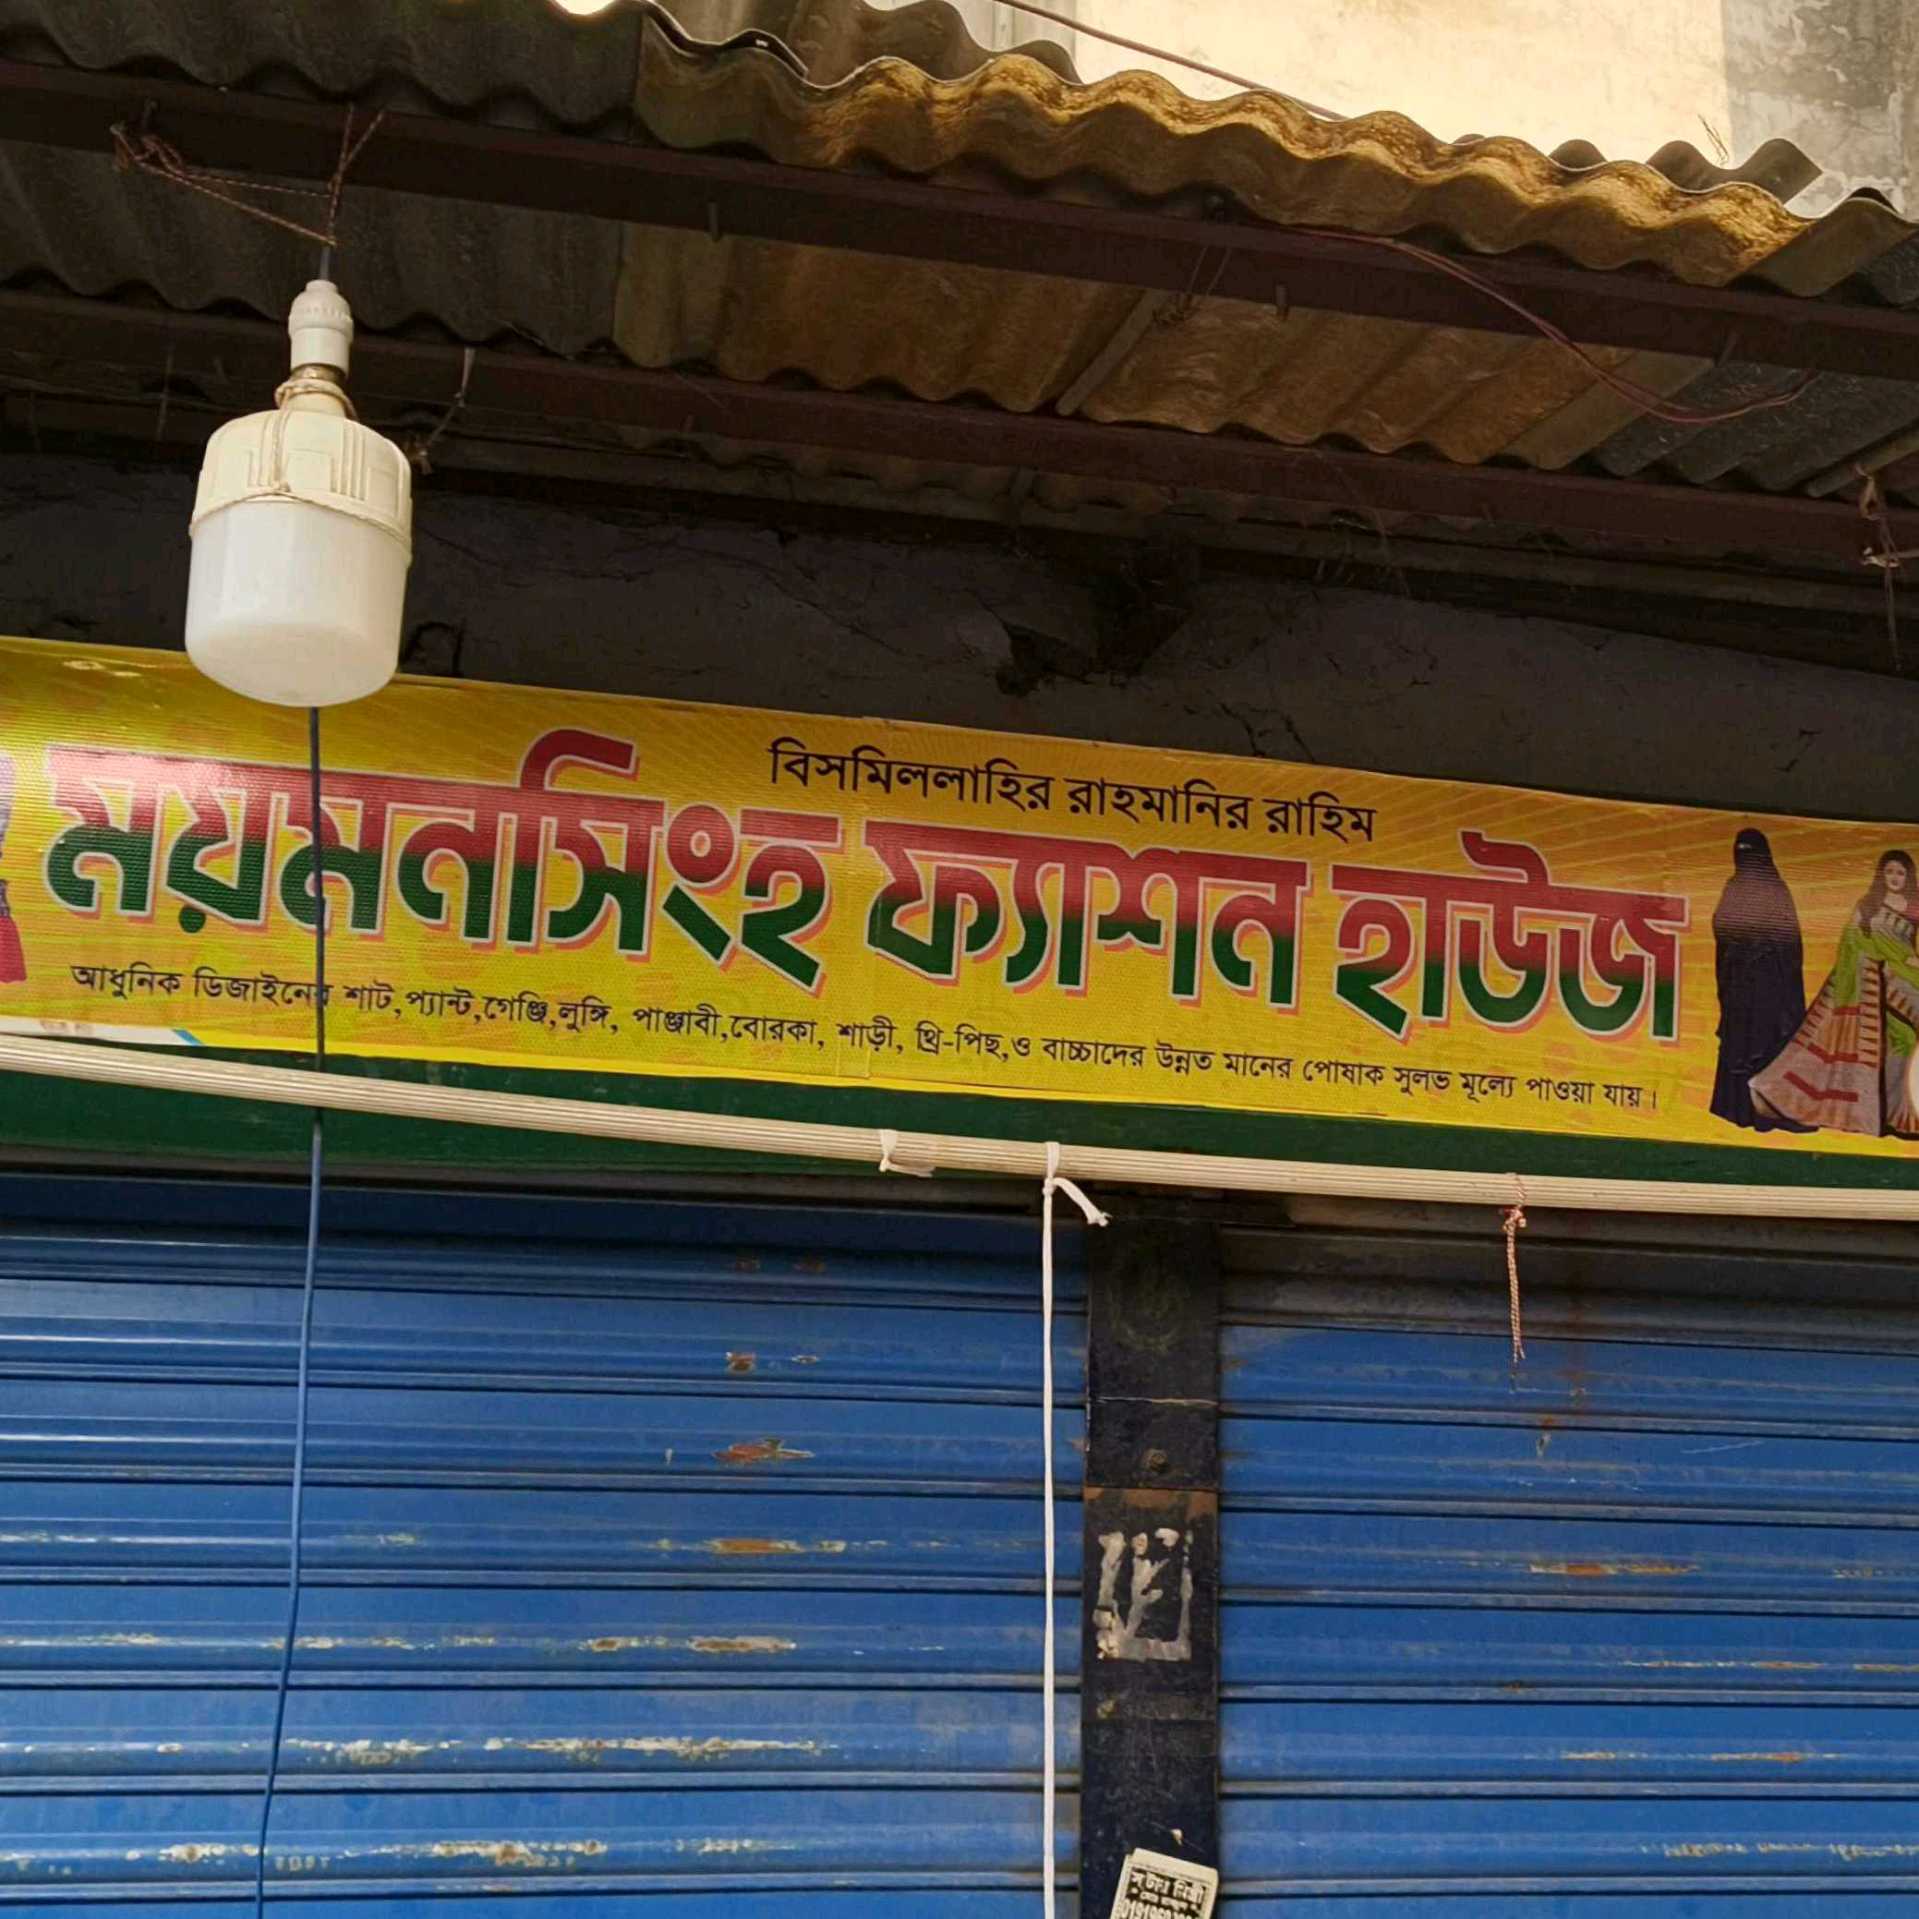 বিসমিললাহির রাহমানির রাহিম
ময়মনসিংহ ফ্যাশন হাউজ
আধুনিক ডিজাইনের শাট,প্যান্ট,গেঞ্জি,লুঙ্গি, পাঞ্জাবী,বোরকা, শাড়ী, থ্রি-পিছ,ও বাচ্চাদের উন্নত মানের পোষাক সুলভ মূল্যে পাওয়া যায়।